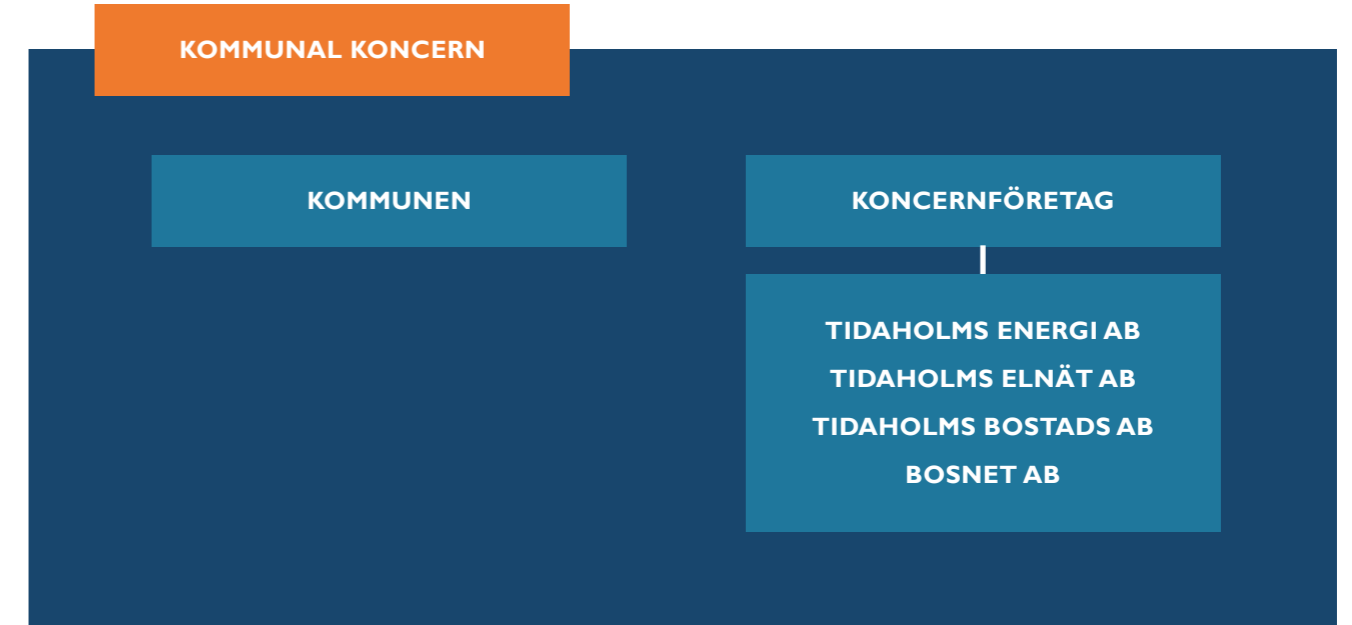 KOMMUNAL KONCERN
KOMMUNEN
KONCERNFÖRETAG
TIDAHOLMS ENERGI AB
TIDAHOLMS ELNÄT AB
TIDAHOLMS BOSTADS AB
BOSNET AB